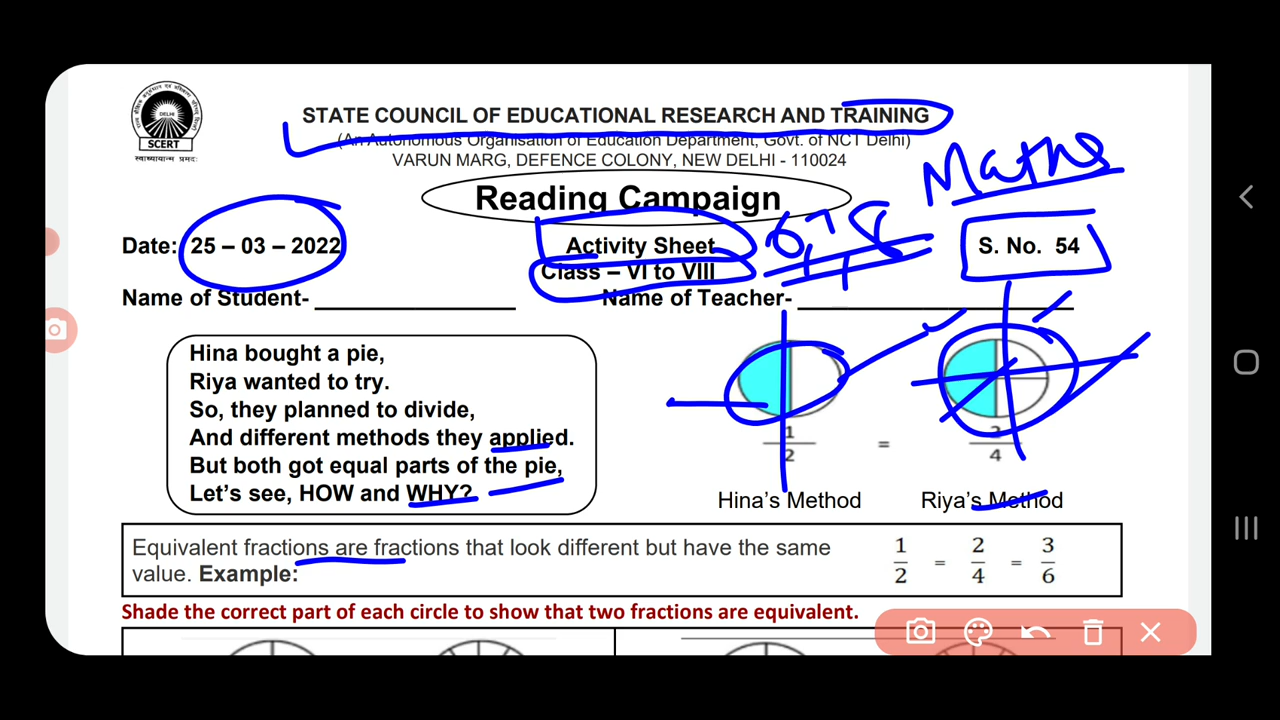 STATE COUNCIL OF EDUCATIONAL RESEARCH AND TRAINING
(An Autonomous Organisation of Education Department, Govt. of NCT Delhi)
VARUN MARG, DEFENCE COLONY, NEW DELHI - 110024
DELHI
SCERT
Maths
Reading Campaign
Date: 25 – 03 – 2022
Activity Sheet
6, 7, 8
S. No. 54
Class – VI to VIII
Name of Student- Name of Teacher-
Hina bought a pie,
Riya wanted to try.
So, they planned to divide,
And different methods they applied.
But both got equal parts of the pie,
Let's see, HOW and WHY?
1/2 = 2/4
Hina's Method Riya's Method
Equivalent fractions are fractions that look different but have the same
value. Example:
1/2 = 2/4 = 3/6
Shade the correct part of each circle to show that two fractions are equivalent.